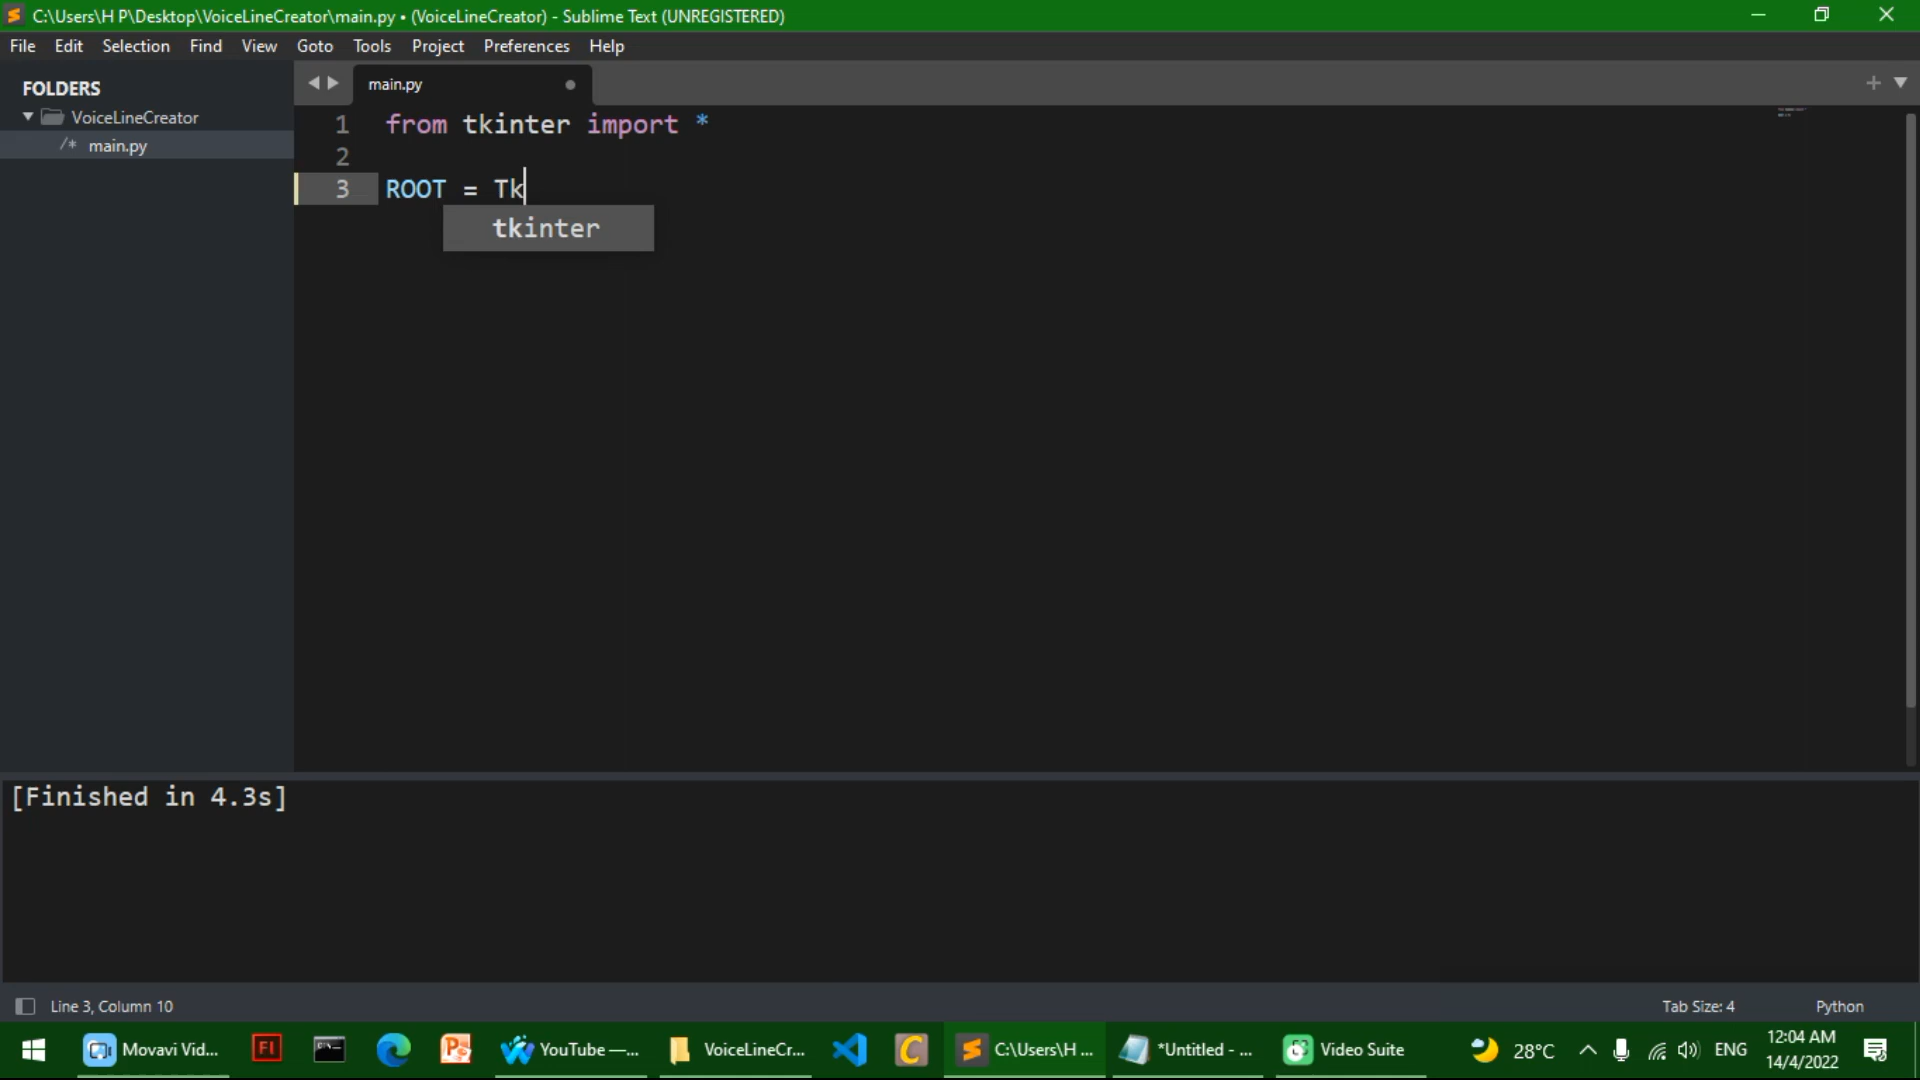 C:\Users\H P\Desktop\VoiceLineCreator\main.py • (VoiceLineCreator) - Sublime Text (UNREGISTERED)
File Edit Selection Find View Goto Tools Project Preferences Help
FOLDERS
VoiceLineCreator
/* main.py
main.py
1 from tkinter import *
2
3 ROOT = Tk
tkinter
[Finished in 4.3s]
Line 3, Column 10
Tab Size: 4
Python
Movavi Vid...
FI
YouTube —...
VoiceLineCr...
C:\Users\H ...
*Untitled - ...
Video Suite
28°C
ENG
12:04 AM
14/4/2022